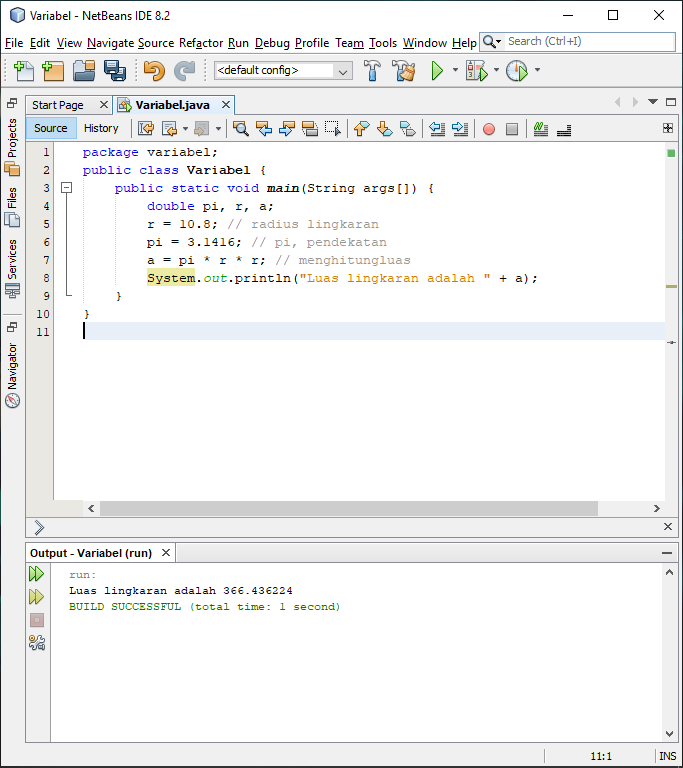 Variabel - NetBeans IDE 8.2
File Edit View Navigate Source Refactor Run Debug Profile Team Tools Window Help Search (Ctrl+I)
<default config>
Start Page Variabel.java
Source History
Projects
Files
Services
Navigator
1 package variabel;
2 public class Variabel {
3 public static void main(String args[]) {
4 double pi, r, a;
5 r = 10.8; // radius lingkaran
6 pi = 3.1416; // pi, pendekatan
7 a = pi * r * r; // menghitungluas
8 System.out.println("Luas lingkaran adalah " + a);
9 }
10 }
11
Output - Variabel (run)
run:
Luas lingkaran adalah 366.436224
BUILD SUCCESSFUL (total time: 1 second)
11:1 INS